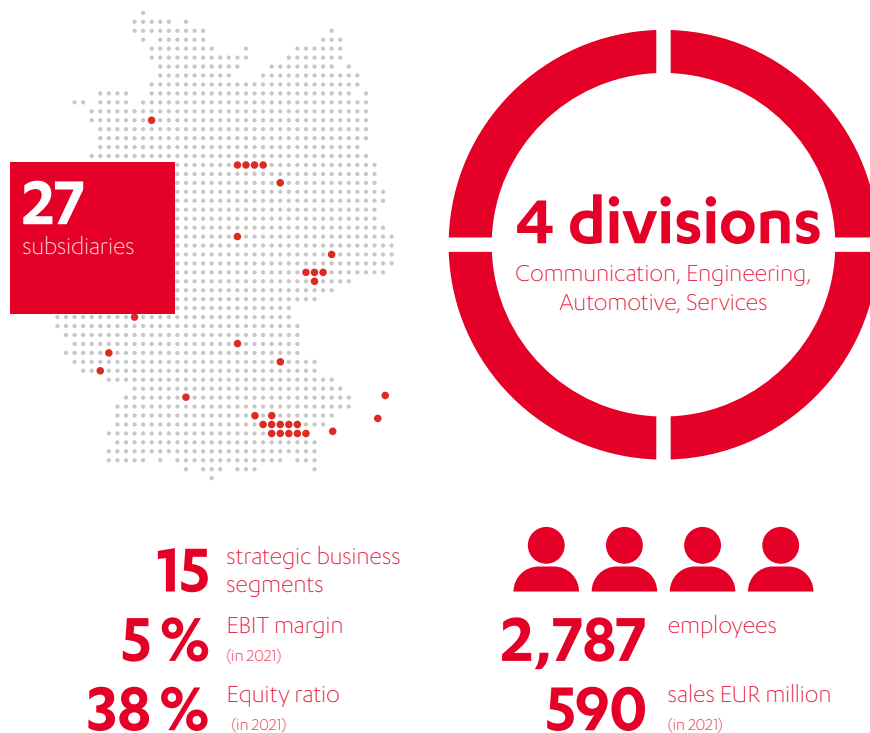 27
subsidiaries
4 divisions
Communication, Engineering,
Automotive, Services
15 strategic business
segments
5 % EBIT margin
(in 2021)
38 % Equity ratio
(in 2021)
2,787 employees
590 sales EUR million
(in 2021)